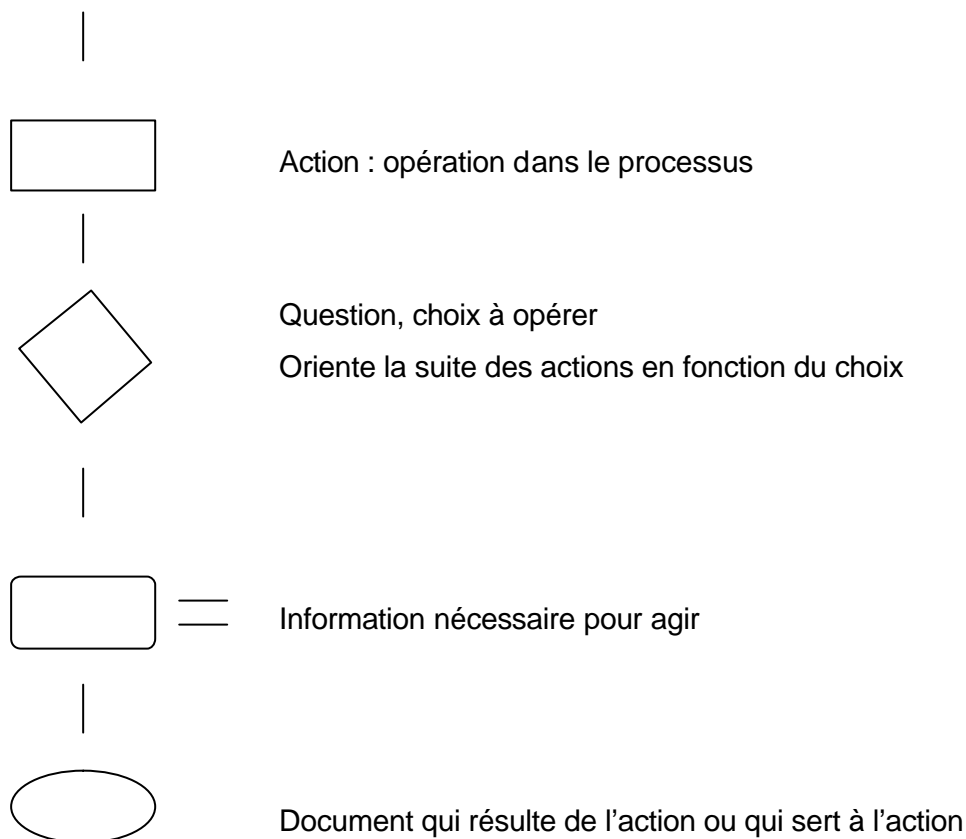 Action : opération dans le processus
Question, choix à opérer
Oriente la suite des actions en fonction du choix
Information nécessaire pour agir
Document qui résulte de l’action ou qui sert à l’action